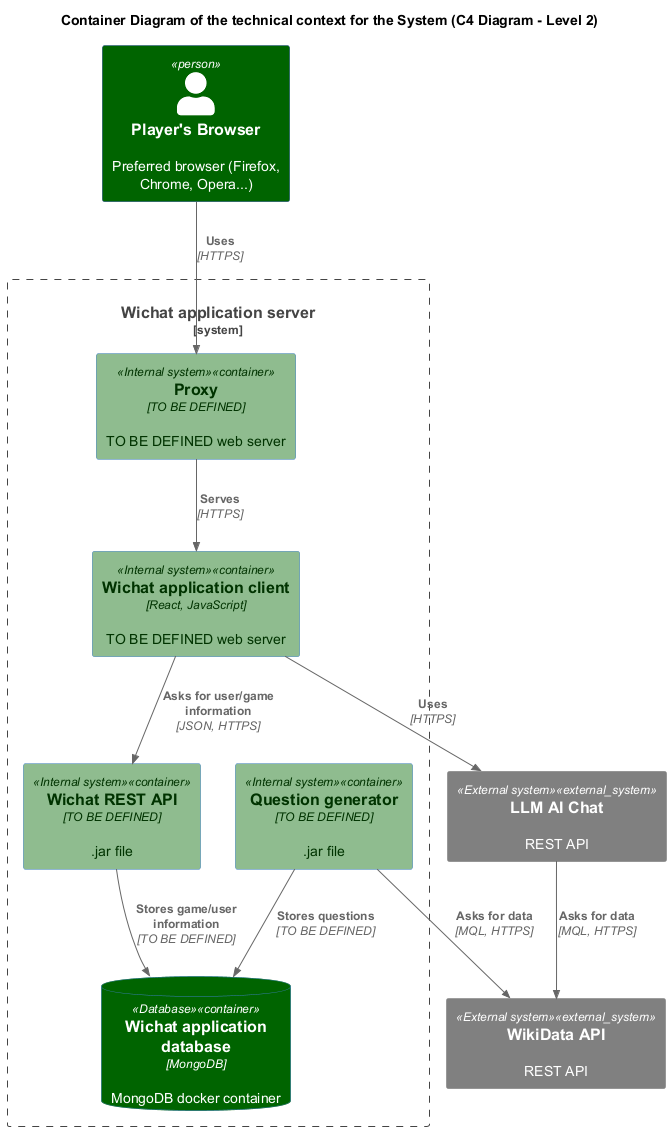 Container Diagram of the technical context for the System (C4 Diagram - Level 2)
«person»
Player's Browser
Preferred browser (Firefox,
Chrome, Opera...)
Uses
[HTTPS]
Wichat application server
[system]
«Internal system»«container»
Proxy
[TO BE DEFINED]
TO BE DEFINED web server
Serves
[HTTPS]
«Internal system»«container»
Wichat application client
[React, JavaScript]
TO BE DEFINED web server
Asks for user/game
information
[JSON, HTTPS]
Uses
[HTTPS]
«Internal system»«container»
Wichat REST API
[TO BE DEFINED]
.jar file
«Internal system»«container»
Question generator
[TO BE DEFINED]
.jar file
«External system»«external_system»
LLM AI Chat
REST API
Stores game/user
information
[TO BE DEFINED]
Stores questions
[TO BE DEFINED]
Asks for data
[MQL, HTTPS]
Asks for data
[MQL, HTTPS]
«Database»«container»
Wichat application
database
[MongoDB]
MongoDB docker container
«External system»«external_system»
WikiData API
REST API